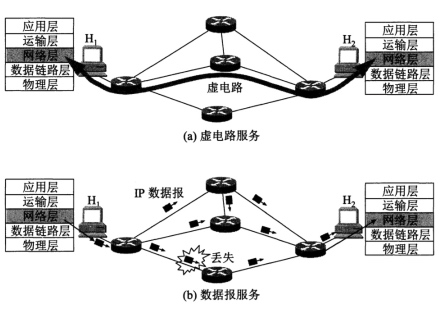 应用层
运输层
网络层
数据链路层
物理层
H1
虚电路
H2
应用层
运输层
网络层
数据链路层
物理层
(a) 虚电路服务
应用层
运输层
网络层
数据链路层
物理层
H1
IP 数据报
丢失
H2
应用层
运输层
网络层
数据链路层
物理层
(b) 数据报服务